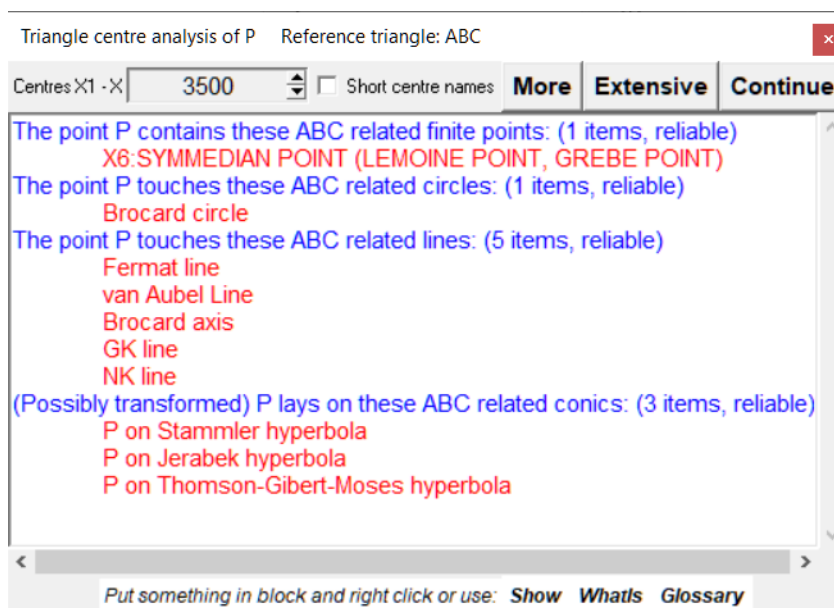 Triangle centre analysis of P Reference triangle: ABC ×
Centres X1 - X 3500 Short centre names More Extensive Continue
The point P contains these ABC related finite points: (1 items, reliable)
X6:SYMMEDIAN POINT (LEMOINE POINT, GREBE POINT)
The point P touches these ABC related circles: (1 items, reliable)
Brocard circle
The point P touches these ABC related lines: (5 items, reliable)
Fermat line
van Aubel Line
Brocard axis
GK line
NK line
(Possibly transformed) P lays on these ABC related conics: (3 items, reliable)
P on Stammler hyperbola
P on Jerabek hyperbola
P on Thomson-Gibert-Moses hyperbola
Put something in block and right click or use: Show WhatIs Glossary